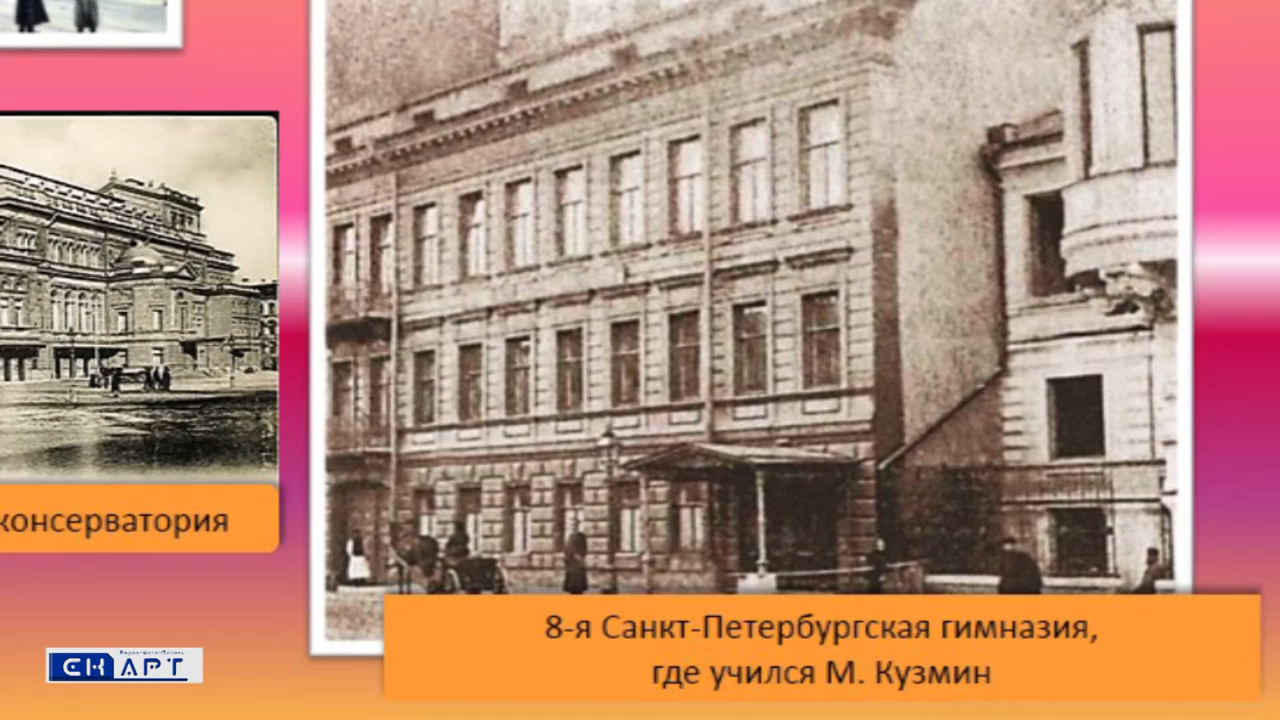 консерватория
8-я Санкт-Петербургская гимназия,
где учился М. Кузмин
СК АРТ